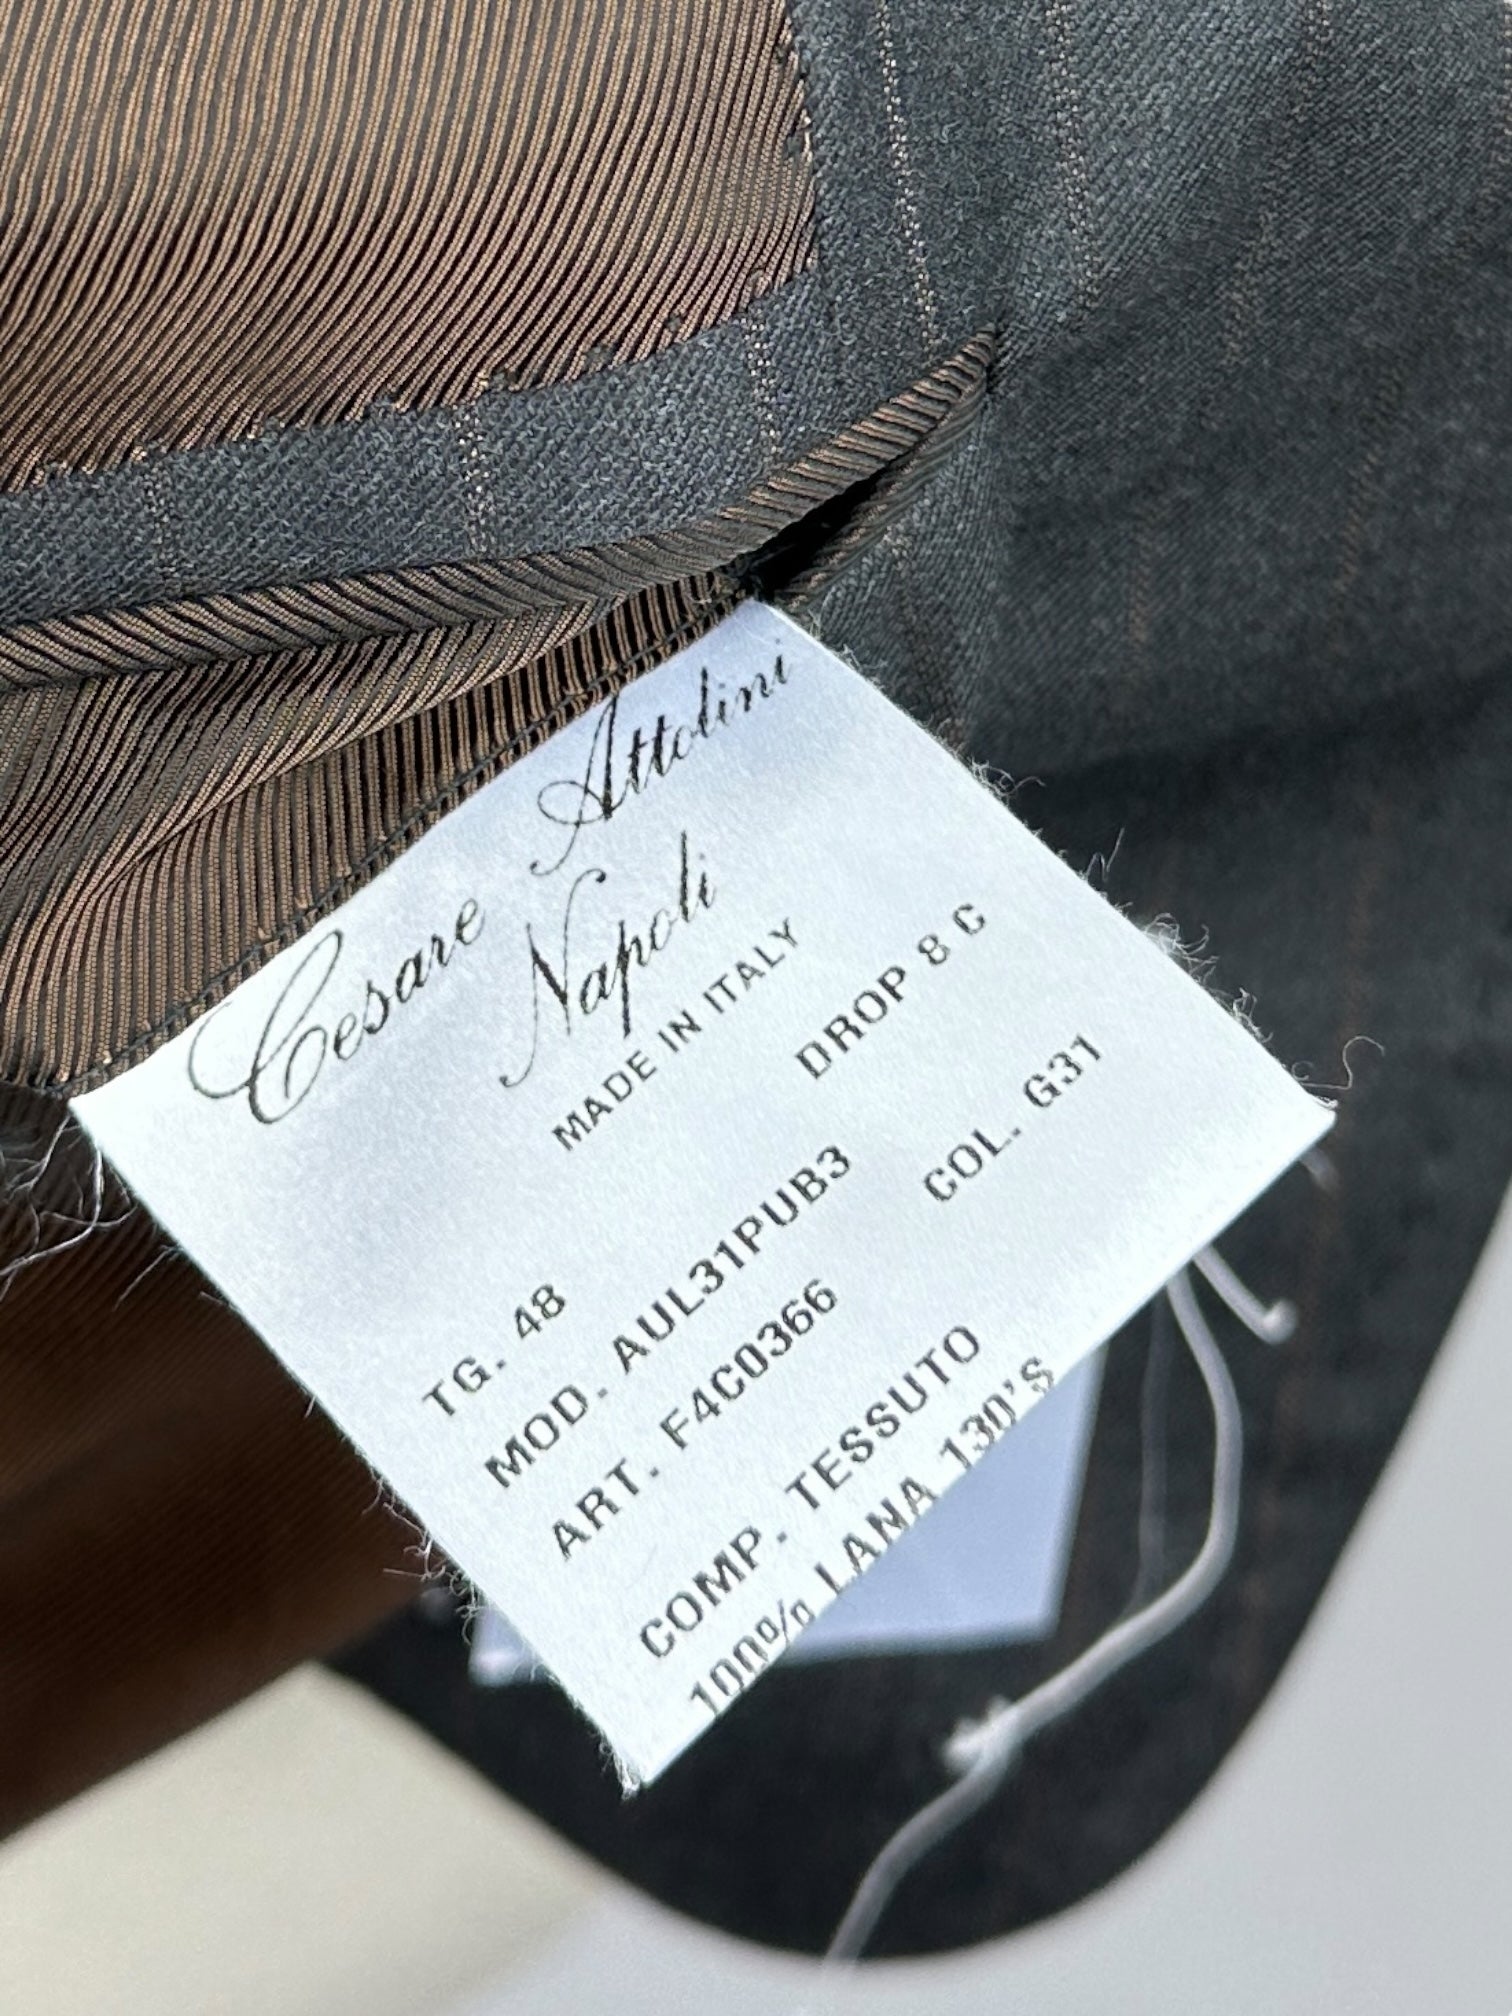 Cesare Attolini
Napoli
MADE IN ITALY
TG. 48 DROP 8 C
MOD. AUL31PUB3
ART. F4C0366 COL. G31
COMP. TESSUTO
100% LANA 130'S